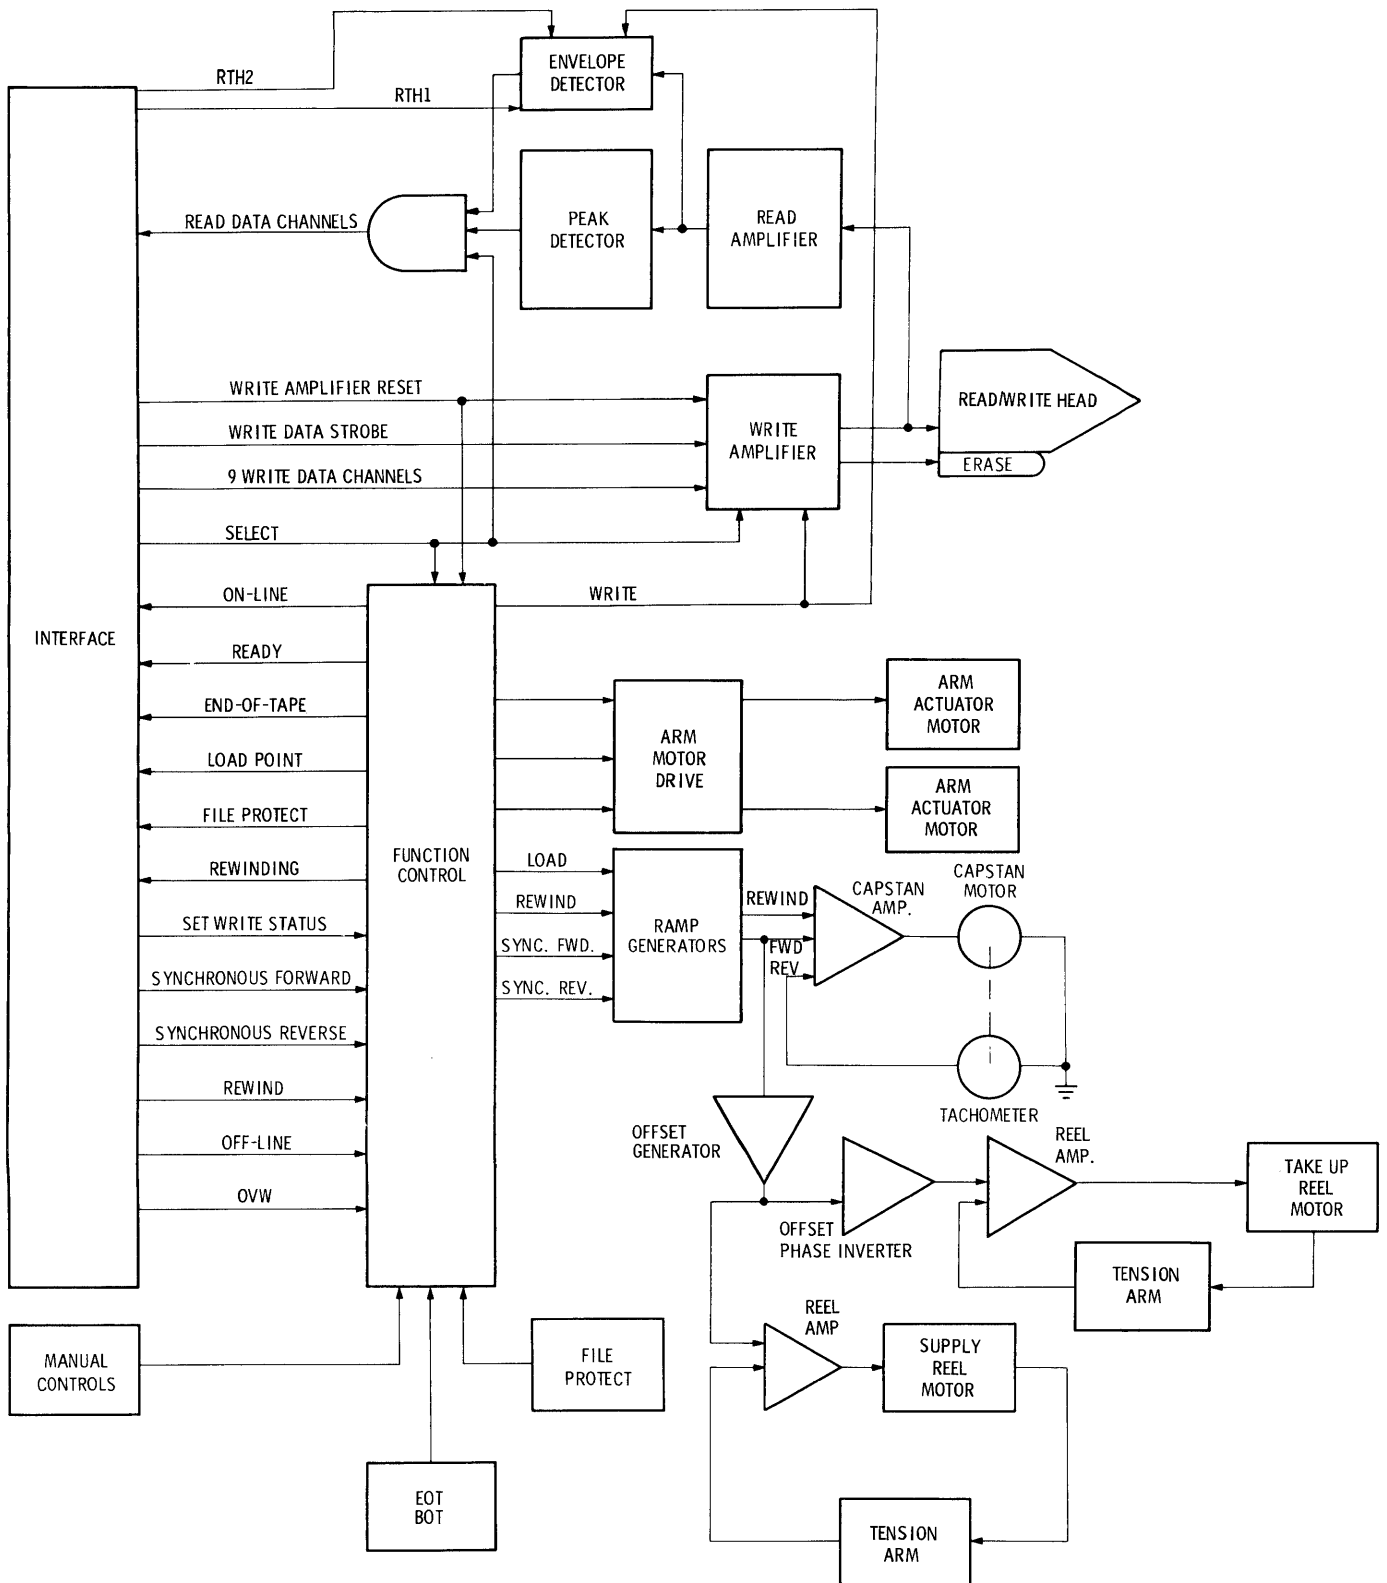 RTH2
RTH1
ENVELOPE
DETECTOR
READ DATA CHANNELS
PEAK
DETECTOR
READ
AMPLIFIER
WRITE AMPLIFIER RESET
WRITE DATA STROBE
9 WRITE DATA CHANNELS
SELECT
WRITE
AMPLIFIER
READ/WRITE HEAD
ERASE
INTERFACE
ON-LINE
READY
END-OF-TAPE
LOAD POINT
FILE PROTECT
REWINDING
SET WRITE STATUS
SYNCHRONOUS FORWARD
SYNCHRONOUS REVERSE
REWIND
OFF-LINE
OVW
FUNCTION
CONTROL
WRITE
ARM
MOTOR
DRIVE
ARM
ACTUATOR
MOTOR
ARM
ACTUATOR
MOTOR
LOAD
REWIND
SYNC. FWD.
SYNC. REV.
RAMP
GENERATORS
REWIND
FWD
REV
CAPSTAN
AMP.
CAPSTAN
MOTOR
TACHOMETER
OFFSET
GENERATOR
OFFSET
PHASE INVERTER
REEL
AMP.
TAKE UP
REEL
MOTOR
TENSION
ARM
REEL
AMP
SUPPLY
REEL
MOTOR
TENSION
ARM
MANUAL
CONTROLS
FILE
PROTECT
EOT
BOT